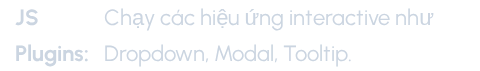 JS Chạy các hiệu ứng interactive như
Plugins: Dropdown, Modal, Tooltip.